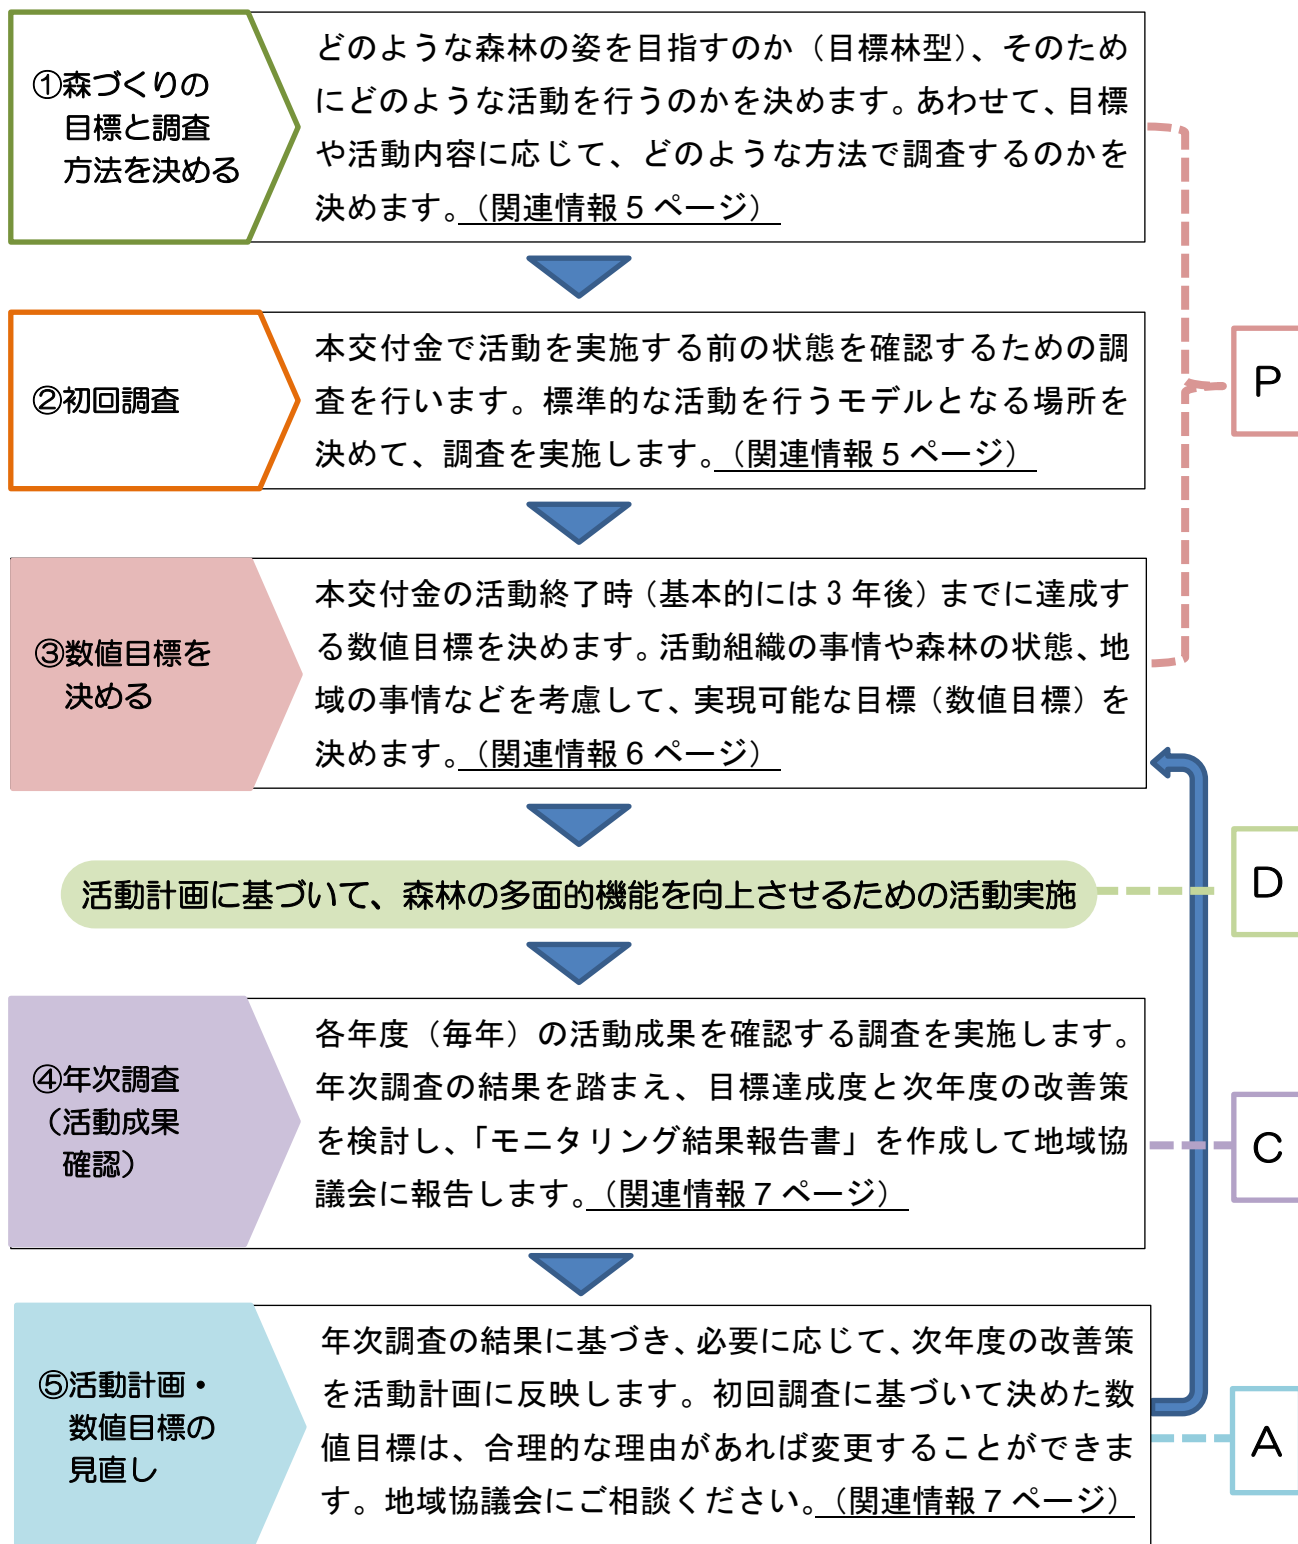 ①森づくりの
目標と調査
方法を決める
どのような森林の姿を目指すのか（目標林型）、そのため
にどのような活動を行うのかを決めます。あわせて、目標
や活動内容に応じて、どのような方法で調査するのかを
決めます。（関連情報５ページ）
P
②初回調査
本交付金で活動を実施する前の状態を確認するための調
査を行います。標準的な活動を行うモデルとなる場所を
決めて、調査を実施します。（関連情報５ページ）
③数値目標を
決める
本交付金の活動終了時（基本的には３年後）までに達成す
る数値目標を決めます。活動組織の事情や森林の状態、地
域の事情などを考慮して、実現可能な目標（数値目標）を
決めます。（関連情報６ページ）
活動計画に基づいて、森林の多面的機能を向上させるための活動実施
D
④年次調査
（活動成果
確認）
各年度（毎年）の活動成果を確認する調査を実施します。
年次調査の結果を踏まえ、目標達成度と次年度の改善策
を検討し、「モニタリング結果報告書」を作成して地域協
議会に報告します。（関連情報７ページ）
C
⑤活動計画・
数値目標の
見直し
年次調査の結果に基づき、必要に応じて、次年度の改善策
を活動計画に反映します。初回調査に基づいて決めた数
値目標は、合理的な理由があれば変更することができま
す。地域協議会にご相談ください。（関連情報７ページ）
A